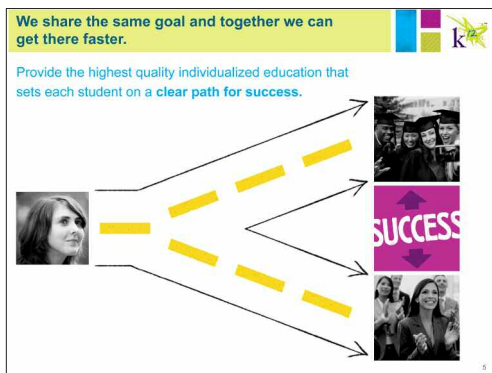 We share the same goal and together we can
get there faster.
k12
Provide the highest quality individualized education that
sets each student on a clear path for success.
SUCCESS
5